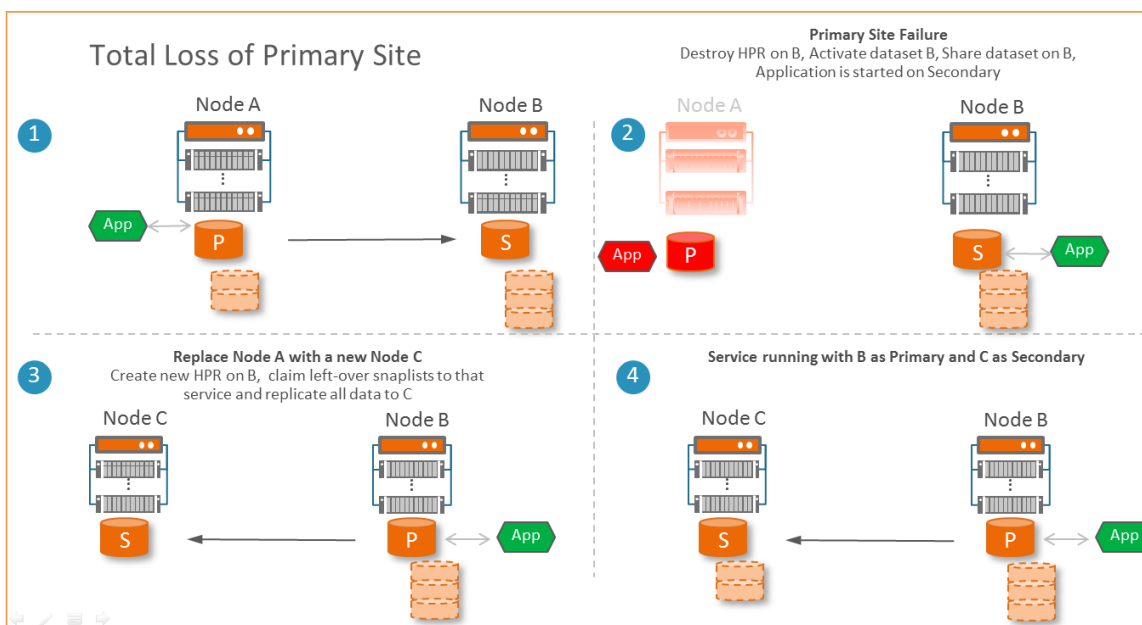 Total Loss of Primary Site
Node A
Node B
1
App
P
S
Primary Site Failure
Destroy HPR on B, Activate dataset B, Share dataset on B,
Application is started on Secondary
2
Node A
Node B
App
P
S
App
Replace Node A with a new Node C
Create new HPR on B, claim left-over snaplists to that
service and replicate all data to C
3
Node C
Node B
S
P
App
Service running with B as Primary and C as Secondary
4
Node C
Node B
S
P
App